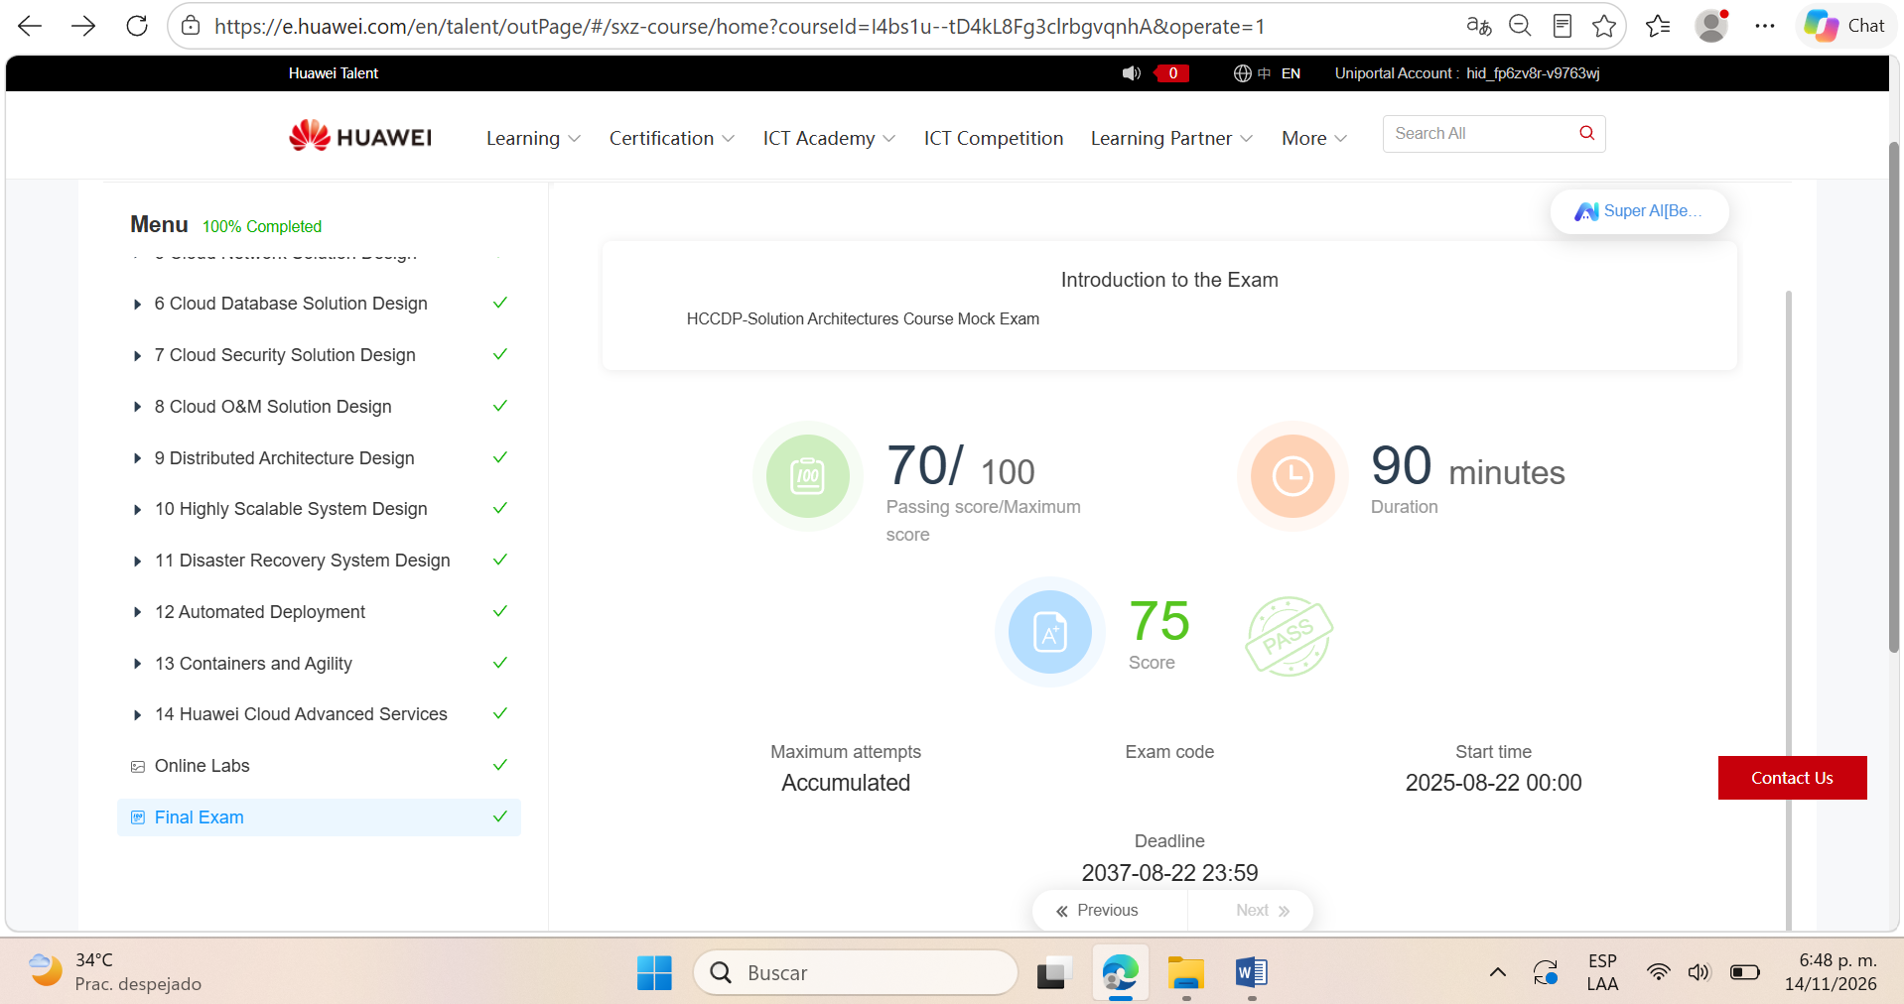 https://e.huawei.com/en/talent/outPage/#/sxz-course/home?courseId=I4bs1u--tD4kL8Fg3clrbgvqnhA&operate=1
Chat
Huawei Talent
0
中 EN
Uniportal Account : hid_fp6zv8r-v9763wj
HUAWEI
Learning
Certification
ICT Academy
ICT Competition
Learning Partner
More
Search All
Menu 100% Completed
6 Cloud Database Solution Design
7 Cloud Security Solution Design
8 Cloud O&M Solution Design
9 Distributed Architecture Design
10 Highly Scalable System Design
11 Disaster Recovery System Design
12 Automated Deployment
13 Containers and Agility
14 Huawei Cloud Advanced Services
Online Labs
Final Exam
Super AI[Be...
Introduction to the Exam
HCCDP-Solution Architectures Course Mock Exam
100
70/ 100
Passing score/Maximum
score
90 minutes
Duration
A+
75
Score
PASS
Maximum attempts
Accumulated
Exam code
Start time
2025-08-22 00:00
Deadline
2037-08-22 23:59
Contact Us
« Previous
Next »
34°C
Prac. despejado
Buscar
W
ESP
LAA
6:48 p. m.
14/11/2026